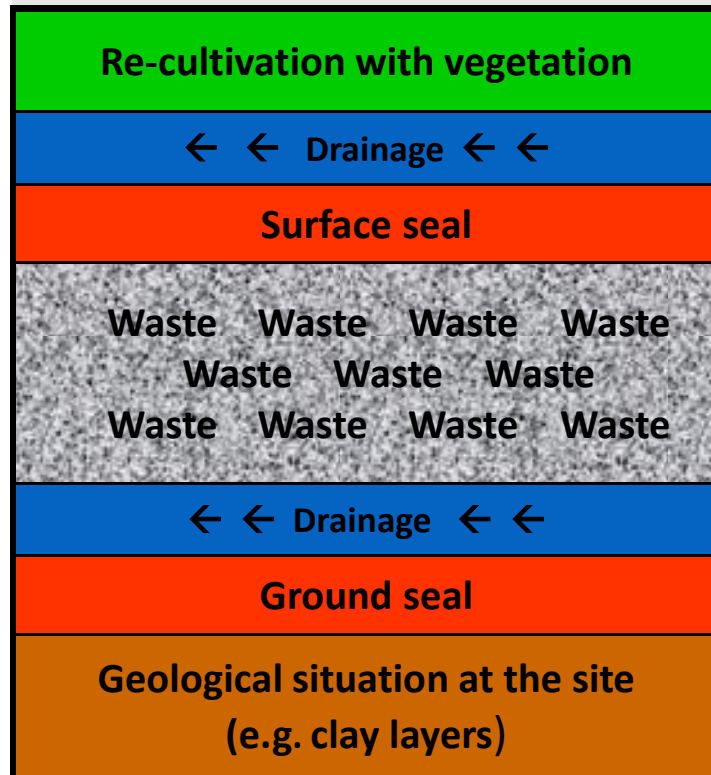 Re-cultivation with vegetation
← ← Drainage ← ←
Surface seal
Waste Waste Waste Waste
Waste Waste Waste
Waste Waste Waste Waste
← ← Drainage ← ←
Ground seal
Geological situation at the site
(e.g. clay layers)